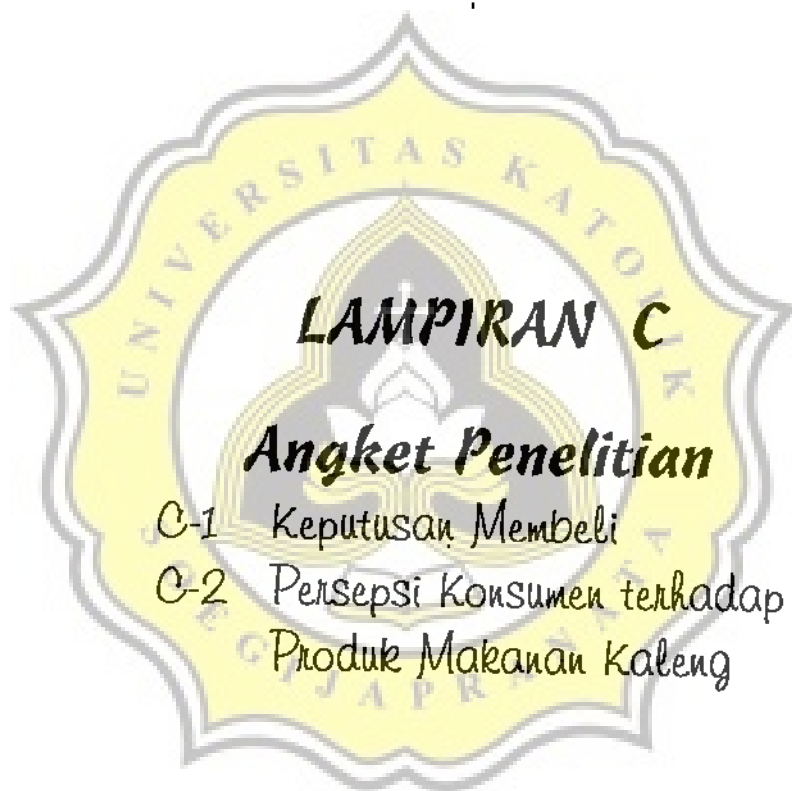 UNIVERSITAS KATOLIK
LAMPIRAN C
Angket Penelitian
C-1 Keputusan Membeli
C-2 Persepsi Konsumen terhadap
Produk Makanan Kaleng
SOEGIJAPRANATA